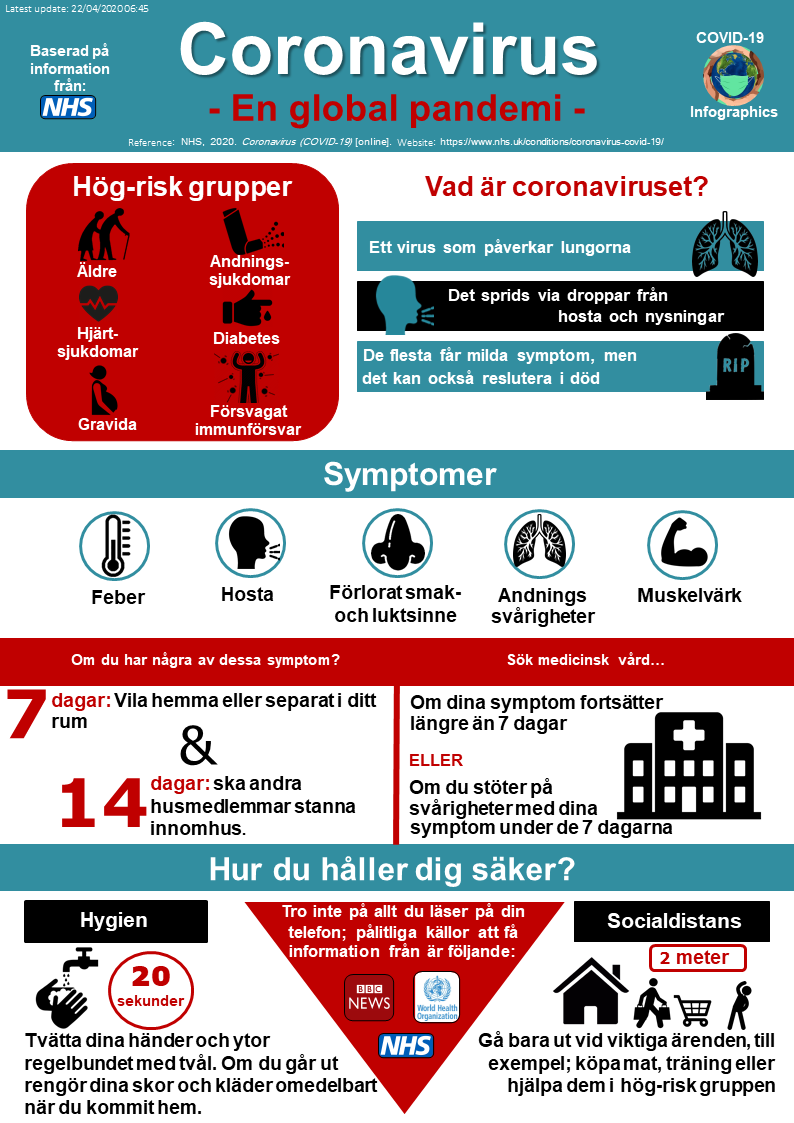 Latest update: 22/04/2020 06:45
Baserad på
information
från:
NHS
Coronavirus
- En global pandemi -
COVID-19
Infographics
Reference: NHS, 2020. Coronavirus (COVID-19) [online]. Website: https://www.nhs.uk/conditions/coronavirus-covid-19/
Hög-risk grupper
Äldre
Andnings-
sjukdomar
Hjärt-
sjukdomar
Diabetes
Gravida
Försvagat
immunförsvar
Vad är coronaviruset?
Ett virus som påverkar lungorna
Det sprids via droppar från
hosta och nysningar
De flesta får milda symptom, men
det kan också reslutera i död
RIP
Symptomer
Feber
Hosta
Förlorat smak-
och luktsinne
Andnings
svårigheter
Muskelvärk
Om du har några av dessa symptom?
7 dagar: Vila hemma eller separat i ditt
rum
&
14 dagar: ska andra
husmedlemmar stanna
innomhus.
Sök medicinsk vård...
Om dina symptom fortsätter
längre än 7 dagar
ELLER
Om du stöter på
svårigheter med dina
symptom under de 7 dagarna
Hur du håller dig säker?
Hygien
20
sekunder
Tvätta dina händer och ytor
regelbundet med tvål. Om du går ut
rengör dina skor och kläder omedelbart
när du kommit hem.
Tro inte på allt du läser på din
telefon; pålitliga källor att få
information från är följande:
BBC
NEWS
World Health
Organization
NHS
Socialdistans
2 meter
Gå bara ut vid viktiga ärenden, till
exempel; köpa mat, träning eller
hjälpa dem i hög-risk gruppen